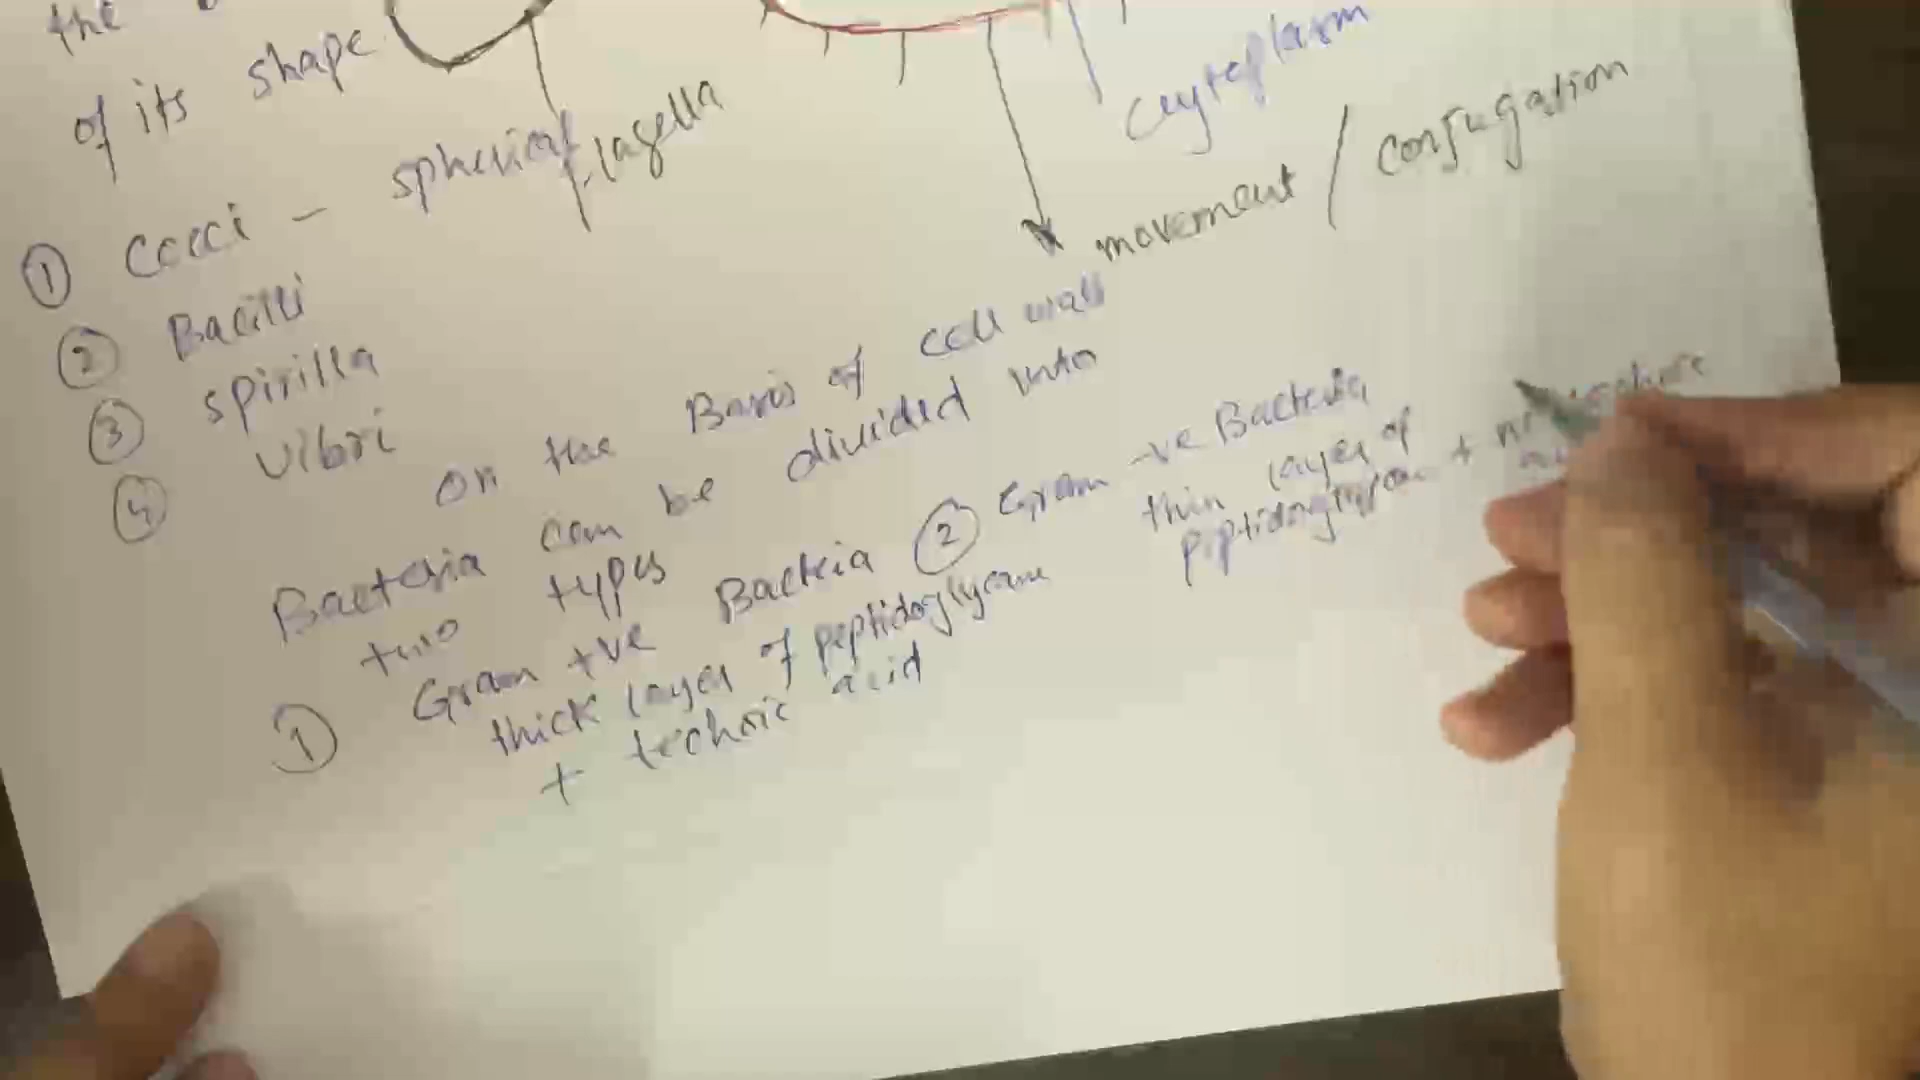 the
of its shape
flagella
Cytoplasm
movement / conjugation
① Cocci - spherical
② Bacilli
③ spirilla
④ vibri
on the Basis of cell wall
Bacteria can be divided into
two types
① Gram +ve Bacteria ② Gram -ve Bacteria
thick layer of peptidoglycane
+ techoic acid
thin layer of
peptidoglycan +